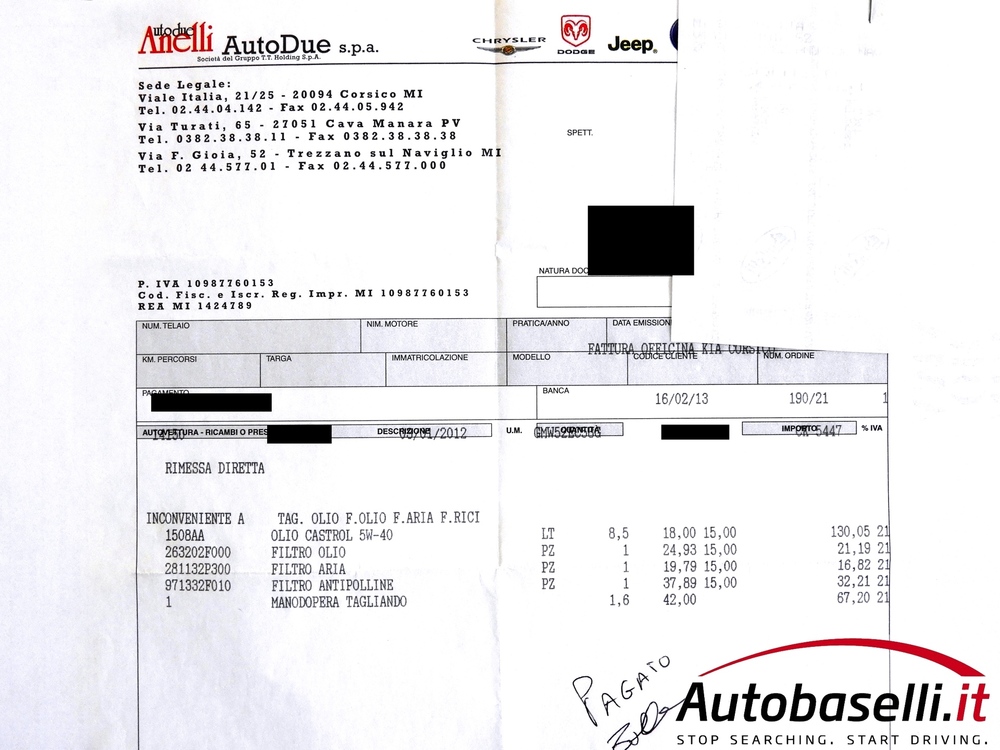 Autodue Anelli AutoDue s.p.a.
Società del Gruppo T.T. Holding S.p.A.
CHRYSLER DODGE Jeep
Sede Legale:
Viale Italia, 21/25 - 20094 Corsico MI
Tel. 02.44.04.142 - Fax 02.44.05.942
Via Turati, 65 - 27051 Cava Manara PV
Tel. 0382.38.38.11 - Fax 0382.38.38.38
Via F. Gioia, 52 - Trezzano sul Naviglio MI
Tel. 02 44.577.01 - Fax 02.44.577.000
SPETT.
NATURA DOC
P. IVA 10987760153
Cod. Fisc. e Iscr. Reg. Impr. MI 10987760153
REA MI 1424789
NUM. TELAIO NIM. MOTORE PRATICA/ANNO DATA EMISSION
FATTURA OFFICINA KIA CORSICO
KM. PERCORSI TARGA IMMATRICOLAZIONE MODELLO CODICE CLIENTE NUM. ORDINE
PAGAMENTO BANCA
16/02/13 190/21 1
AUTOVETTURA - RICAMBI O PRES DESCRIZIONE U.M. QUANTITÀ IMPORTO % IVA
14150 03/01/2012 CK 5447
RIMESSA DIRETTA
INCONVENIENTE A TAG. OLIO F.OLIO F.ARIA F.RICI
1508AA OLIO CASTROL 5W-40 LT 8,5 18,00 15,00 130,05 21
263202F000 FILTRO OLIO PZ 1 24,93 15,00 21,19 21
281132P300 FILTRO ARIA PZ 1 19,79 15,00 16,82 21
971332F010 FILTRO ANTIPOLLINE PZ 1 37,89 15,00 32,21 21
1 MANODOPERA TAGLIANDO 1,6 42,00 67,20 21
PAGATO
Autobaselli.it
STOP SEARCHING. START DRIVING.